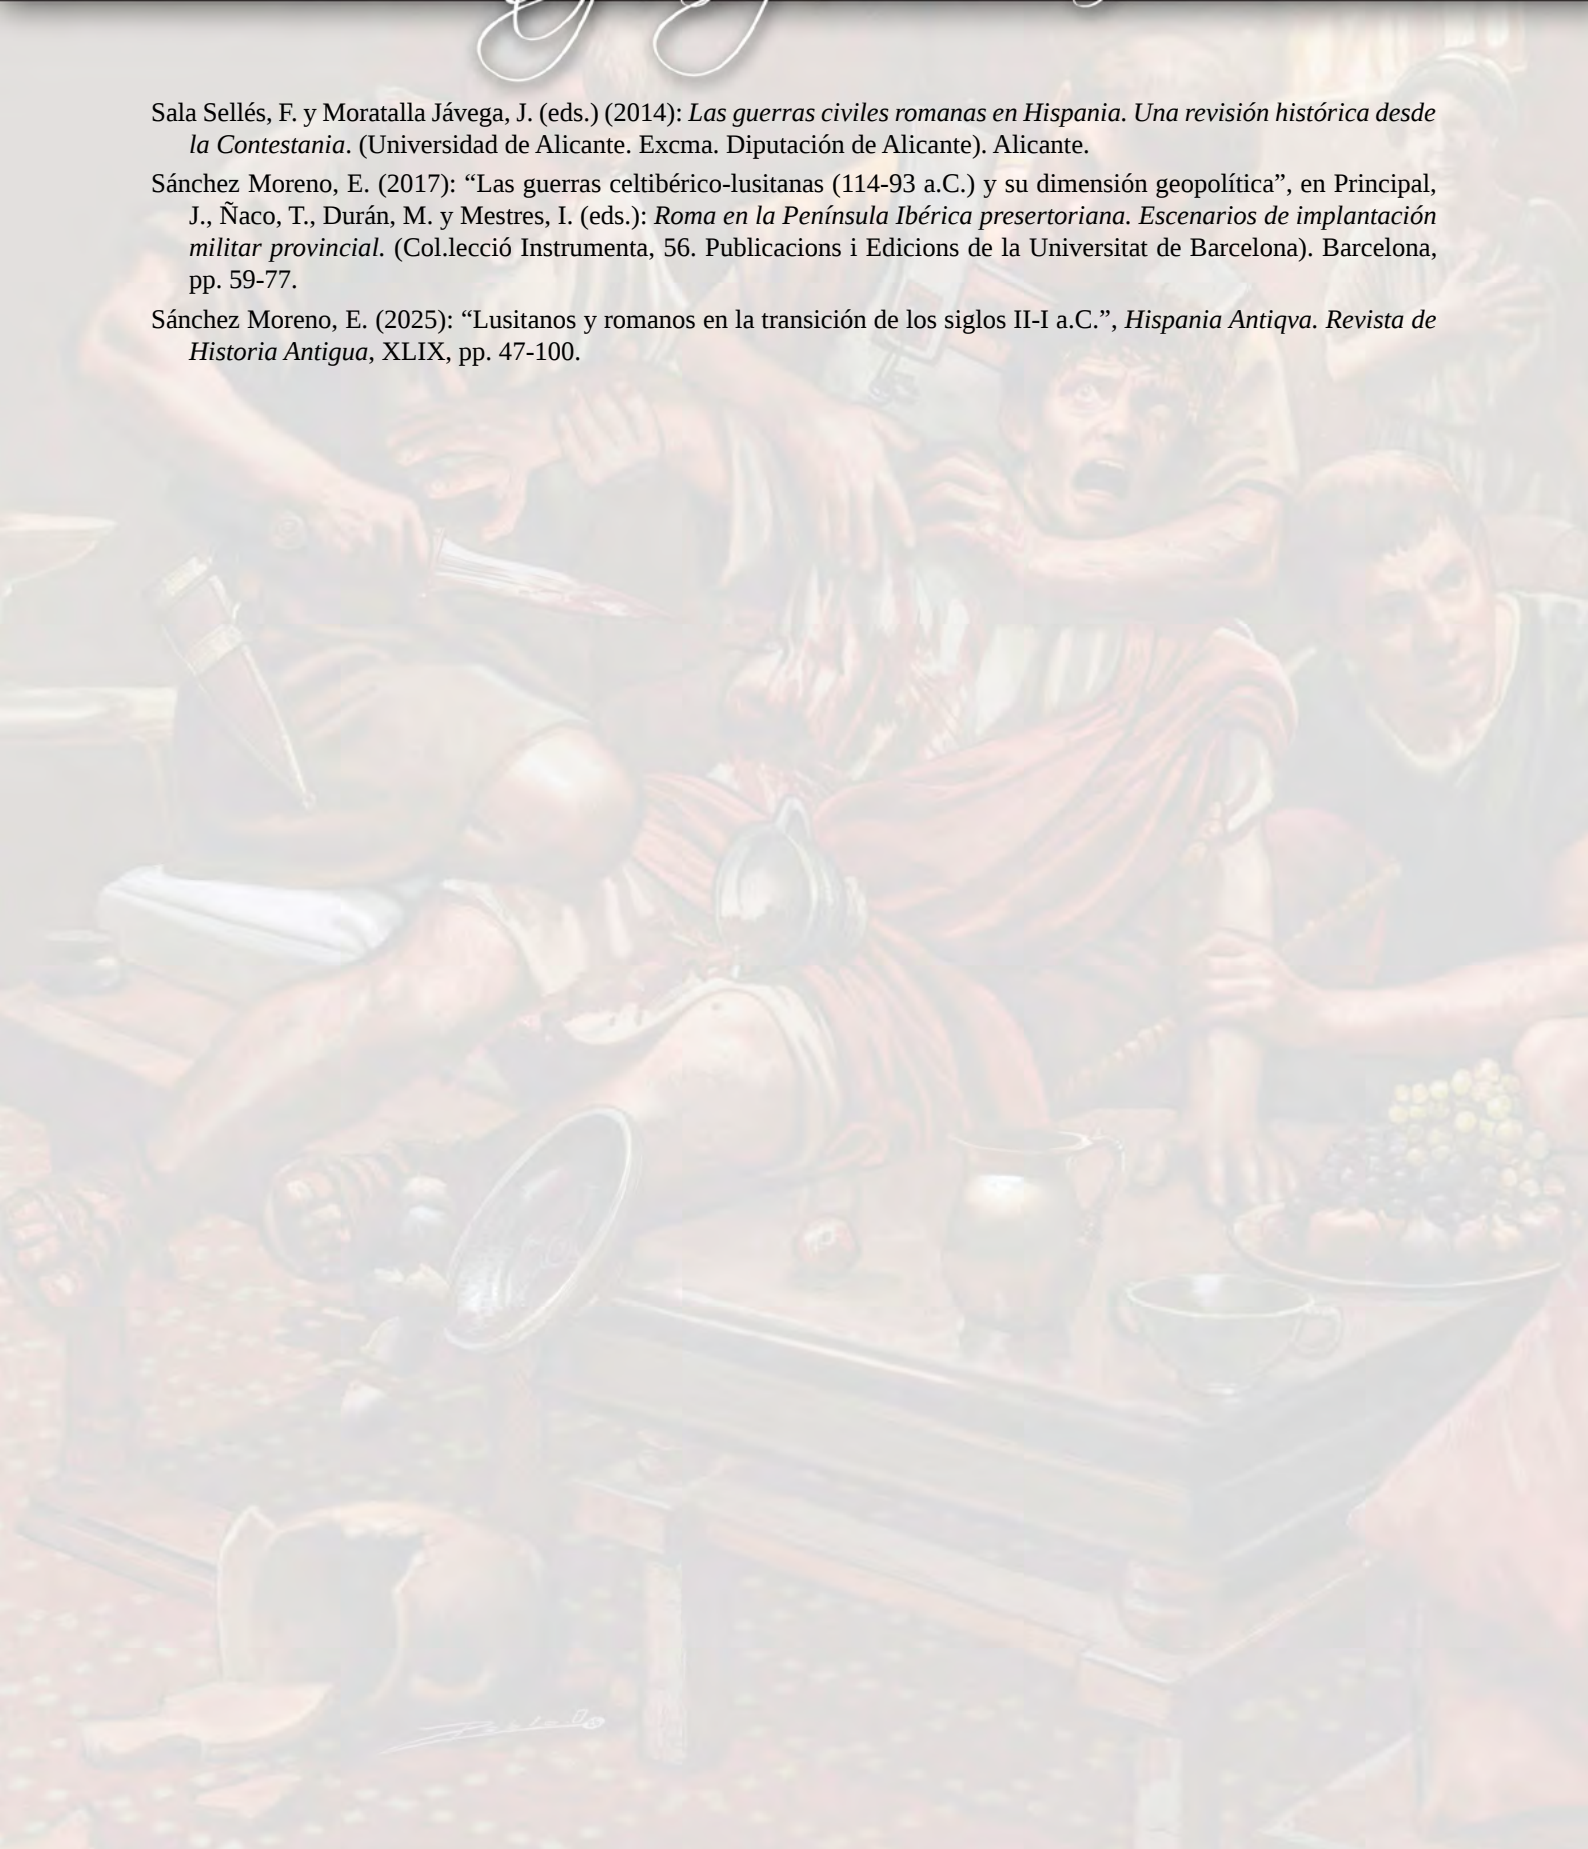 Sala Sellés, F. y Moratalla Jávega, J. (eds.) (2014): Las guerras civiles romanas en Hispania. Una revisión histórica desde
la Contestania. (Universidad de Alicante. Excma. Diputación de Alicante). Alicante.
Sánchez Moreno, E. (2017): “Las guerras celtibérico-lusitanas (114-93 a.C.) y su dimensión geopolítica”, en Principal,
J., Ñaco, T., Durán, M. y Mestres, I. (eds.): Roma en la Península Ibérica presertoriana. Escenarios de implantación
militar provincial. (Col.lecció Instrumenta, 56. Publicacions i Edicions de la Universitat de Barcelona). Barcelona,
pp. 59-77.
Sánchez Moreno, E. (2025): “Lusitanos y romanos en la transición de los siglos II-I a.C.”, Hispania Antiqva. Revista de
Historia Antigua, XLIX, pp. 47-100.